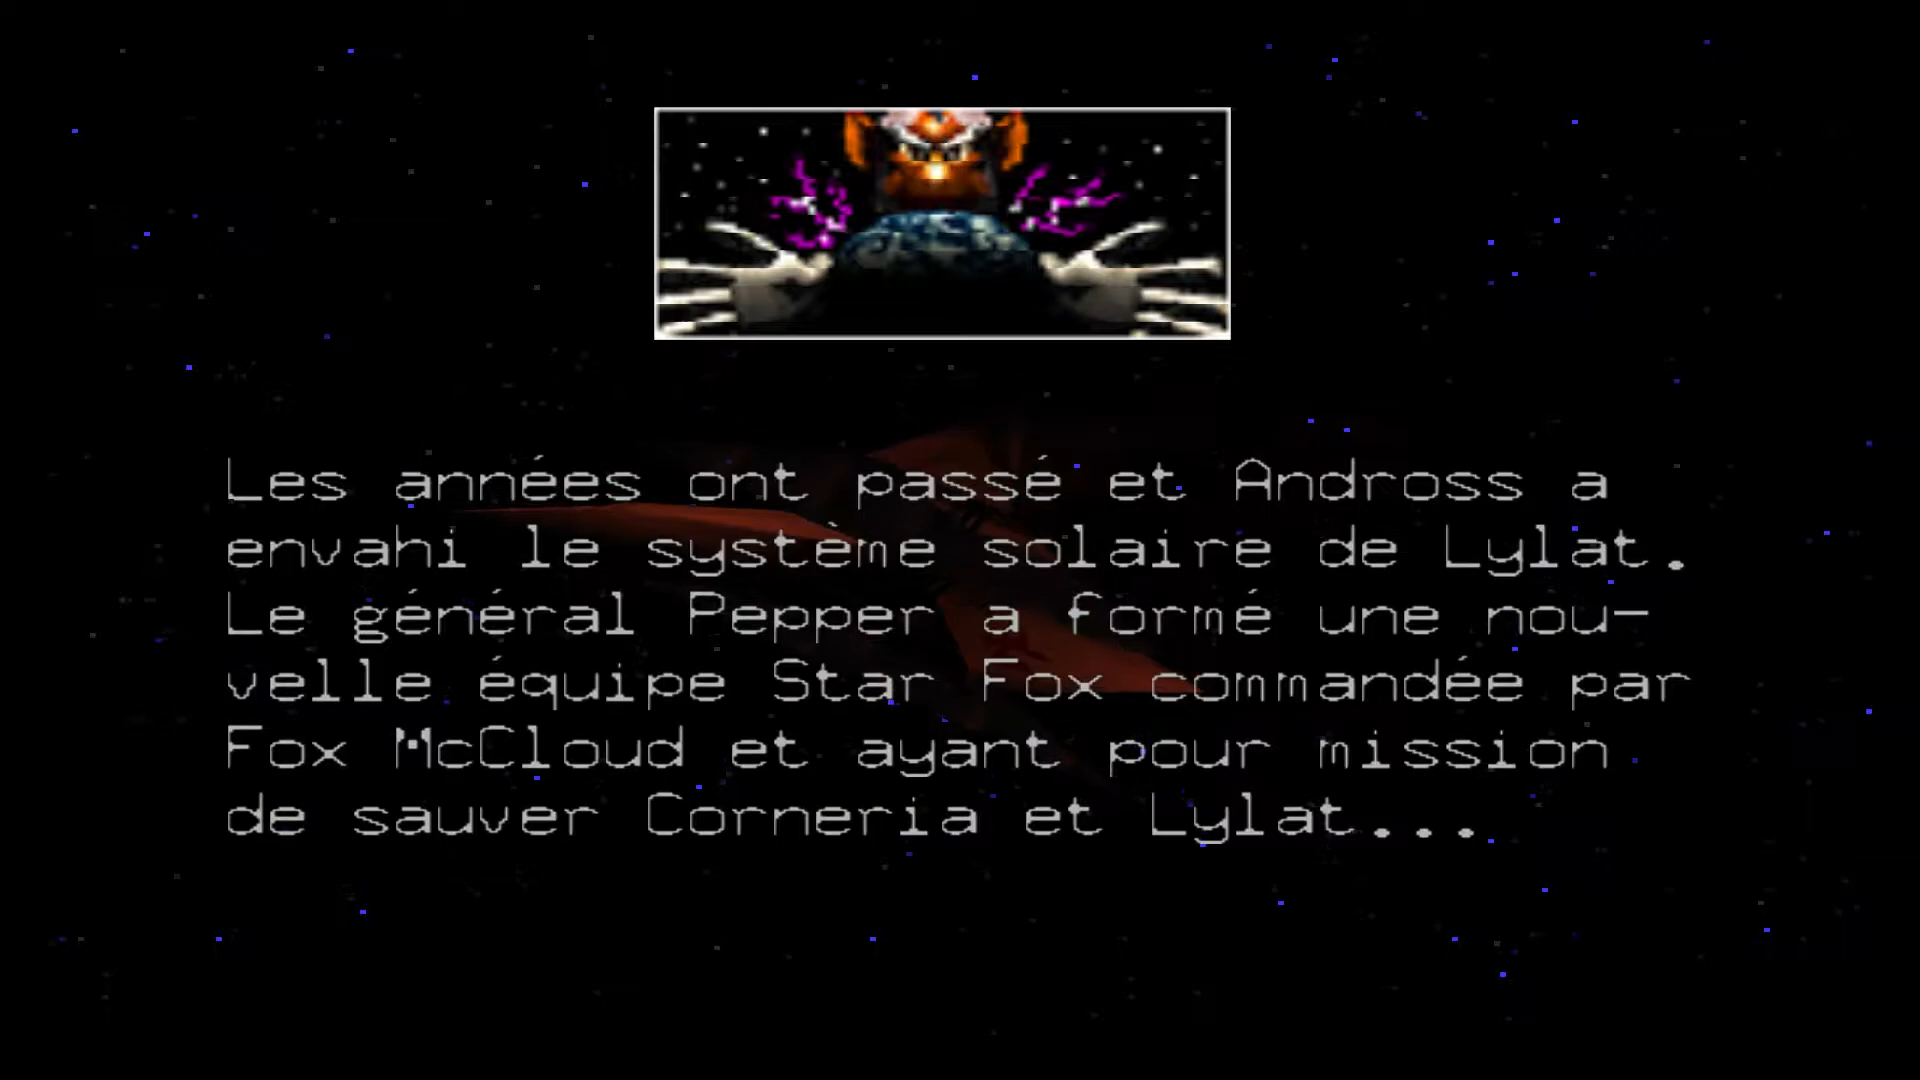 Les années ont passé et Andross a
envahi le système solaire de Lylat.
Le général Pepper a formé une nou-
velle équipe Star Fox commandée par
Fox McCloud et ayant pour mission
de sauver Corneria et Lylat...